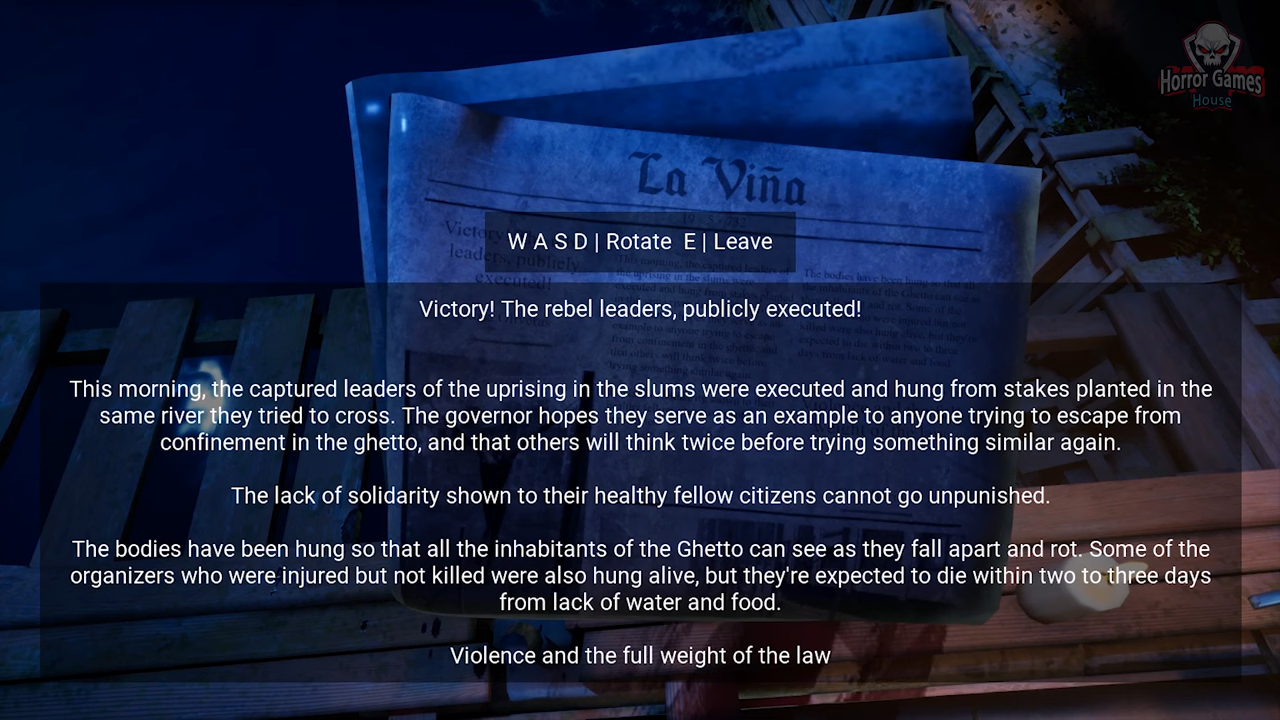 Horror Games
House
La Viña
Victory
leaders, publicly
executed!
W A S D | Rotate E | Leave
Victory! The rebel leaders, publicly executed!
This morning, the captured leaders of the uprising in the slums were executed and hung from stakes planted in the
same river they tried to cross. The governor hopes they serve as an example to anyone trying to escape from
confinement in the ghetto, and that others will think twice before trying something similar again.
The lack of solidarity shown to their healthy fellow citizens cannot go unpunished.
The bodies have been hung so that all the inhabitants of the Ghetto can see as they fall apart and rot. Some of the
organizers who were injured but not killed were also hung alive, but they're expected to die within two to three days
from lack of water and food.
Violence and the full weight of the law